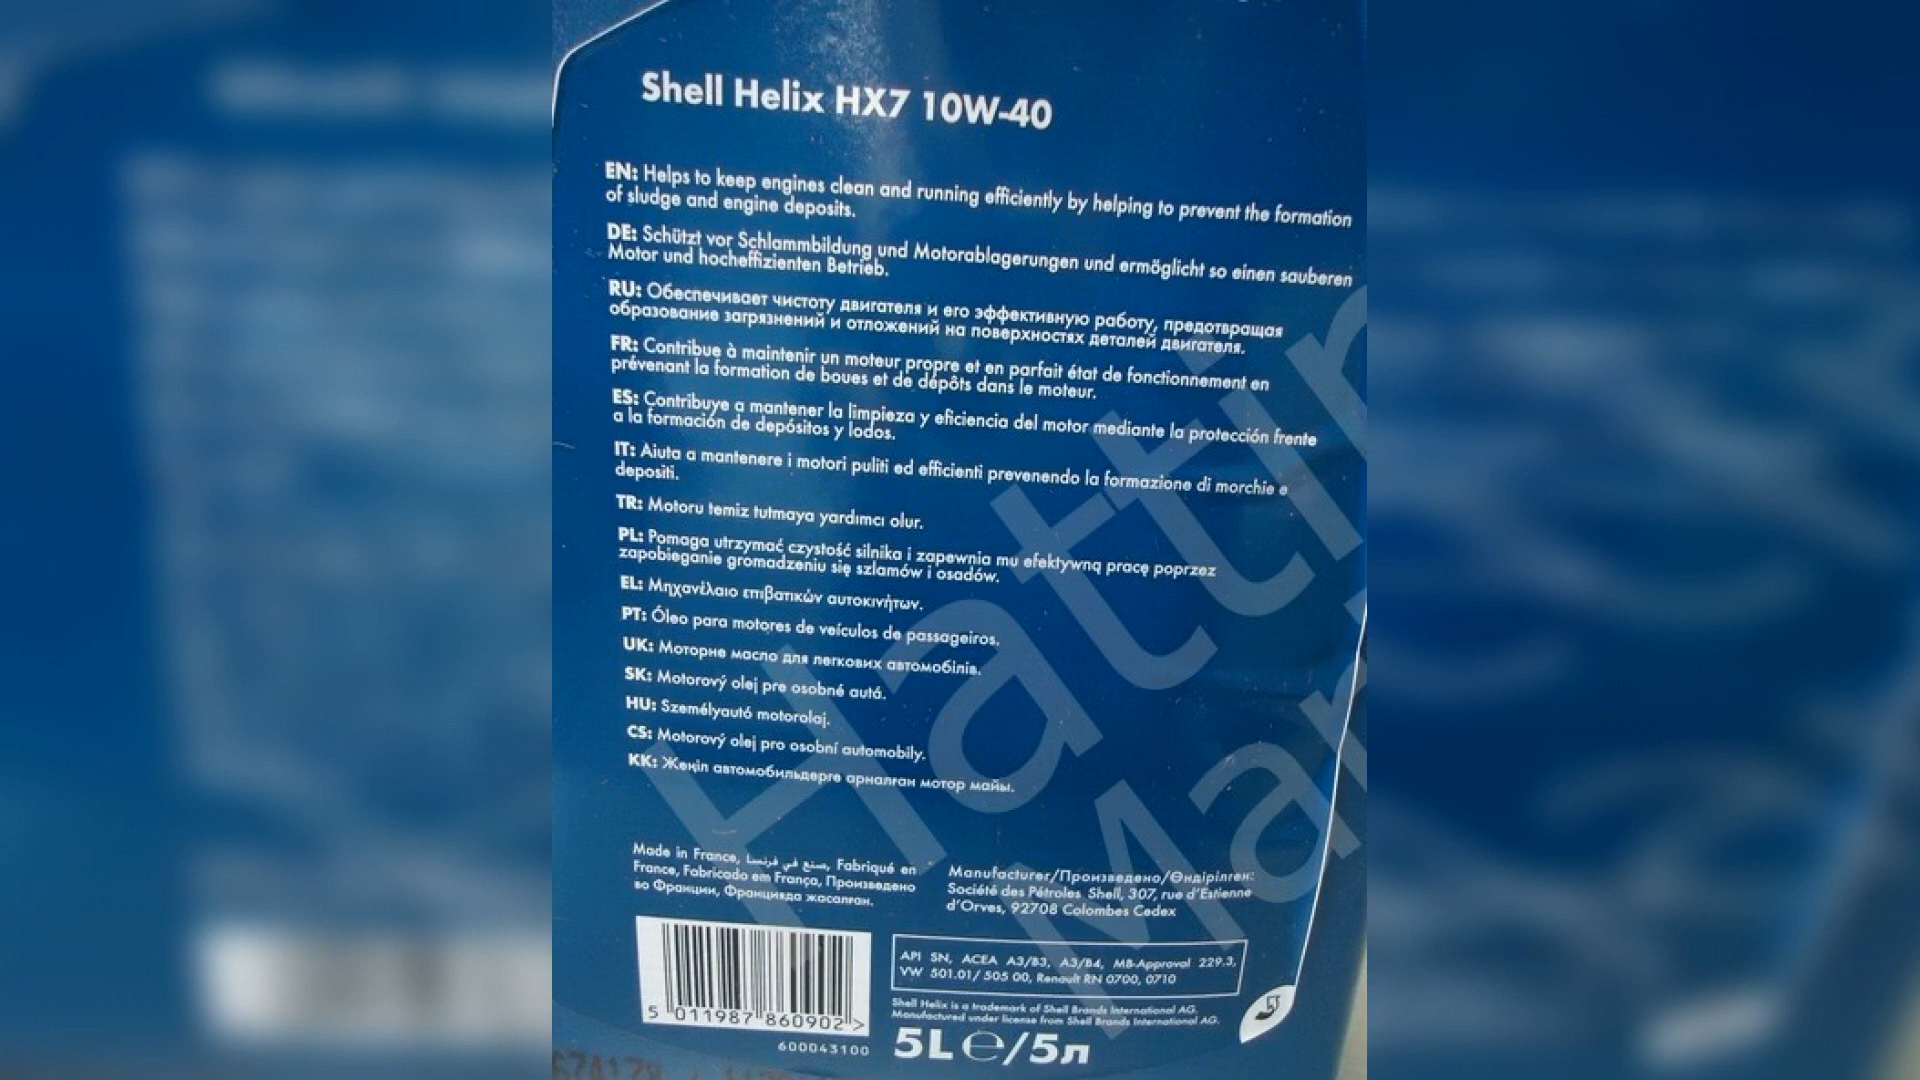 Shell Helix HX7 10W-40
EN: Helps to keep engines clean and running efficiently by helping to prevent the formation
of sludge and engine deposits.
DE: Schützt vor Schlammbildung und Motorablagerungen und ermöglicht so einen sauberen
Motor und hocheffizienten Betrieb.
RU: Обеспечивает чистоту двигателя и его эффективную работу, предотвращая
образование загрязнений и отложений на поверхностях деталей двигателя.
FR: Contribue à maintenir un moteur propre et en parfait état de fonctionnement en
prévenant la formation de boues et de dépôts dans le moteur.
ES: Contribuye a mantener la limpieza y eficiencia del motor mediante la protección frente
a la formación de depósitos y lodos.
IT: Aiuta a mantenere i motori puliti ed efficienti prevenendo la formazione di morchie e
depositi.
TR: Motoru temiz tutmaya yardımcı olur.
PL: Pomaga utrzymać czystość silnika i zapewnia mu efektywną pracę poprzez
zapobieganie gromadzeniu się szlamów i osadów.
EL: Μηχανέλαιο επιβατικών αυτοκινήτων.
PT: Óleo para motores de veículos de passageiros.
UK: Моторне масло для легкових автомобілів.
SK: Motorový olej pre osobné autá.
HU: Személyautó motorolaj.
CS: Motorový olej pro osobní automobily.
KK: Жеңіл автомобильдерге арналған мотор майы.
Made in France, صنع في فرنسا, Fabriqué en
France, Fabricado em França, Произведено
во Франции, Францияда жасалған.
Manufacturer/Произведено/Өндірілген:
Société des Pétroles Shell, 307, rue d'Estienne
d'Orves, 92708 Colombes Cedex
API SN, ACEA A3/B3, A3/B4, MB-Approval 229.3,
VW 501.01/ 505 00, Renault RN 0700, 0710
Shell Helix is a trademark of Shell Brands International AG.
Manufactured under license from Shell Brands International AG.
5 011987 860902 >
600043100
5L ℮/5л